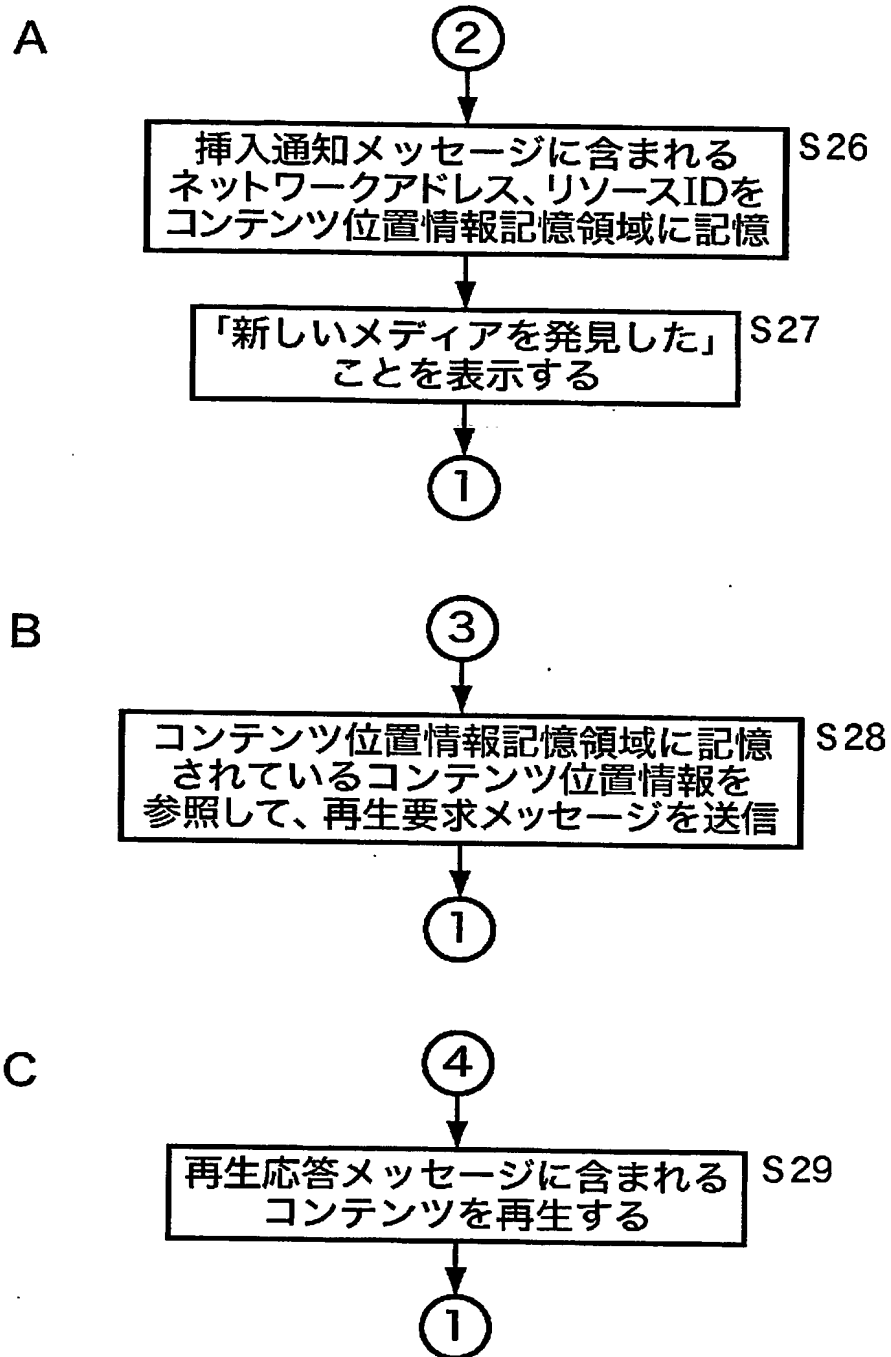 A
②
挿入通知メッセージに含まれる
ネットワークアドレス、リソースIDを
コンテンツ位置情報記憶領域に記憶
S26
「新しいメディアを発見した」
ことを表示する
S27
①
B
③
コンテンツ位置情報記憶領域に記憶
されているコンテンツ位置情報を
参照して、再生要求メッセージを送信
S28
①
C
④
再生応答メッセージに含まれる
コンテンツを再生する
S29
①